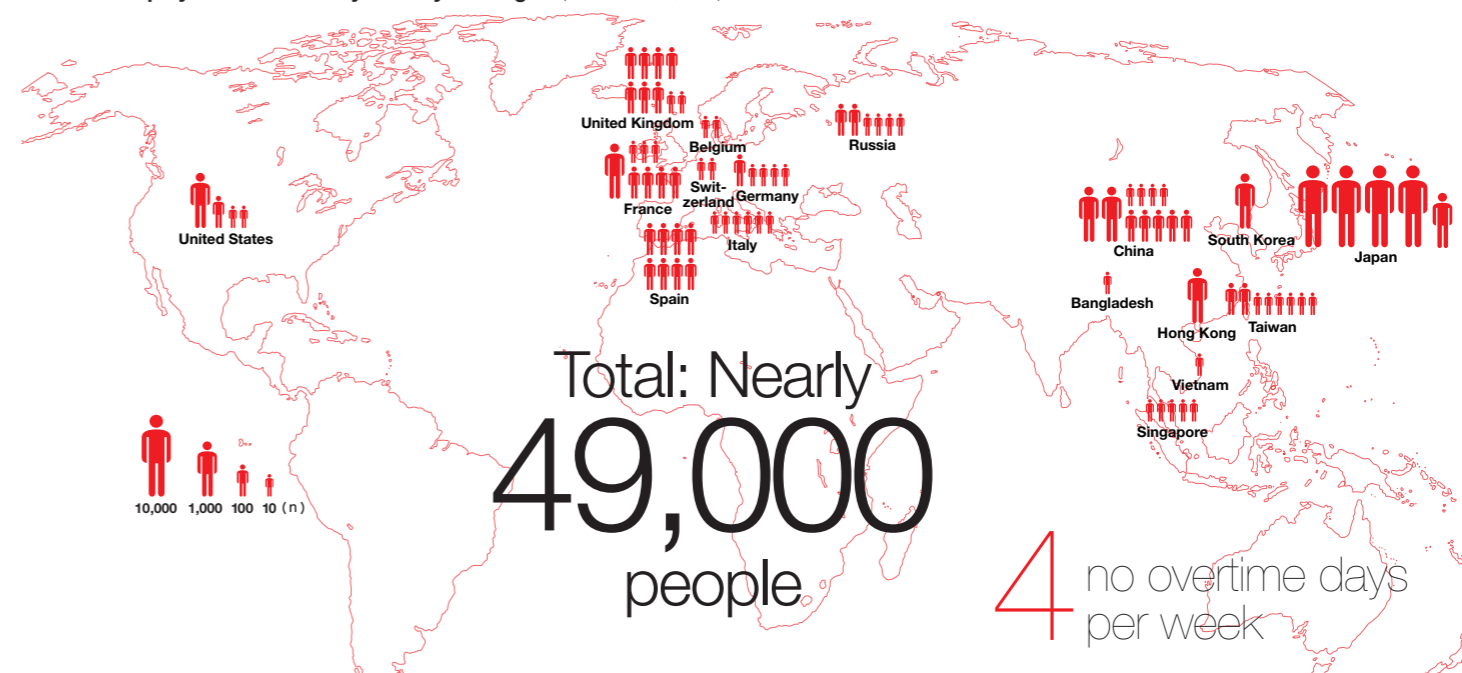 United Kingdom
Belgium
Russia
Swit-
zerland
Germany
France
United States
Italy
China
South Korea
Japan
Spain
Bangladesh
Hong Kong
Taiwan
Vietnam
Singapore
Total: Nearly
49,000
people
10,000 1,000 100 10 (n)
4 no overtime days
per week